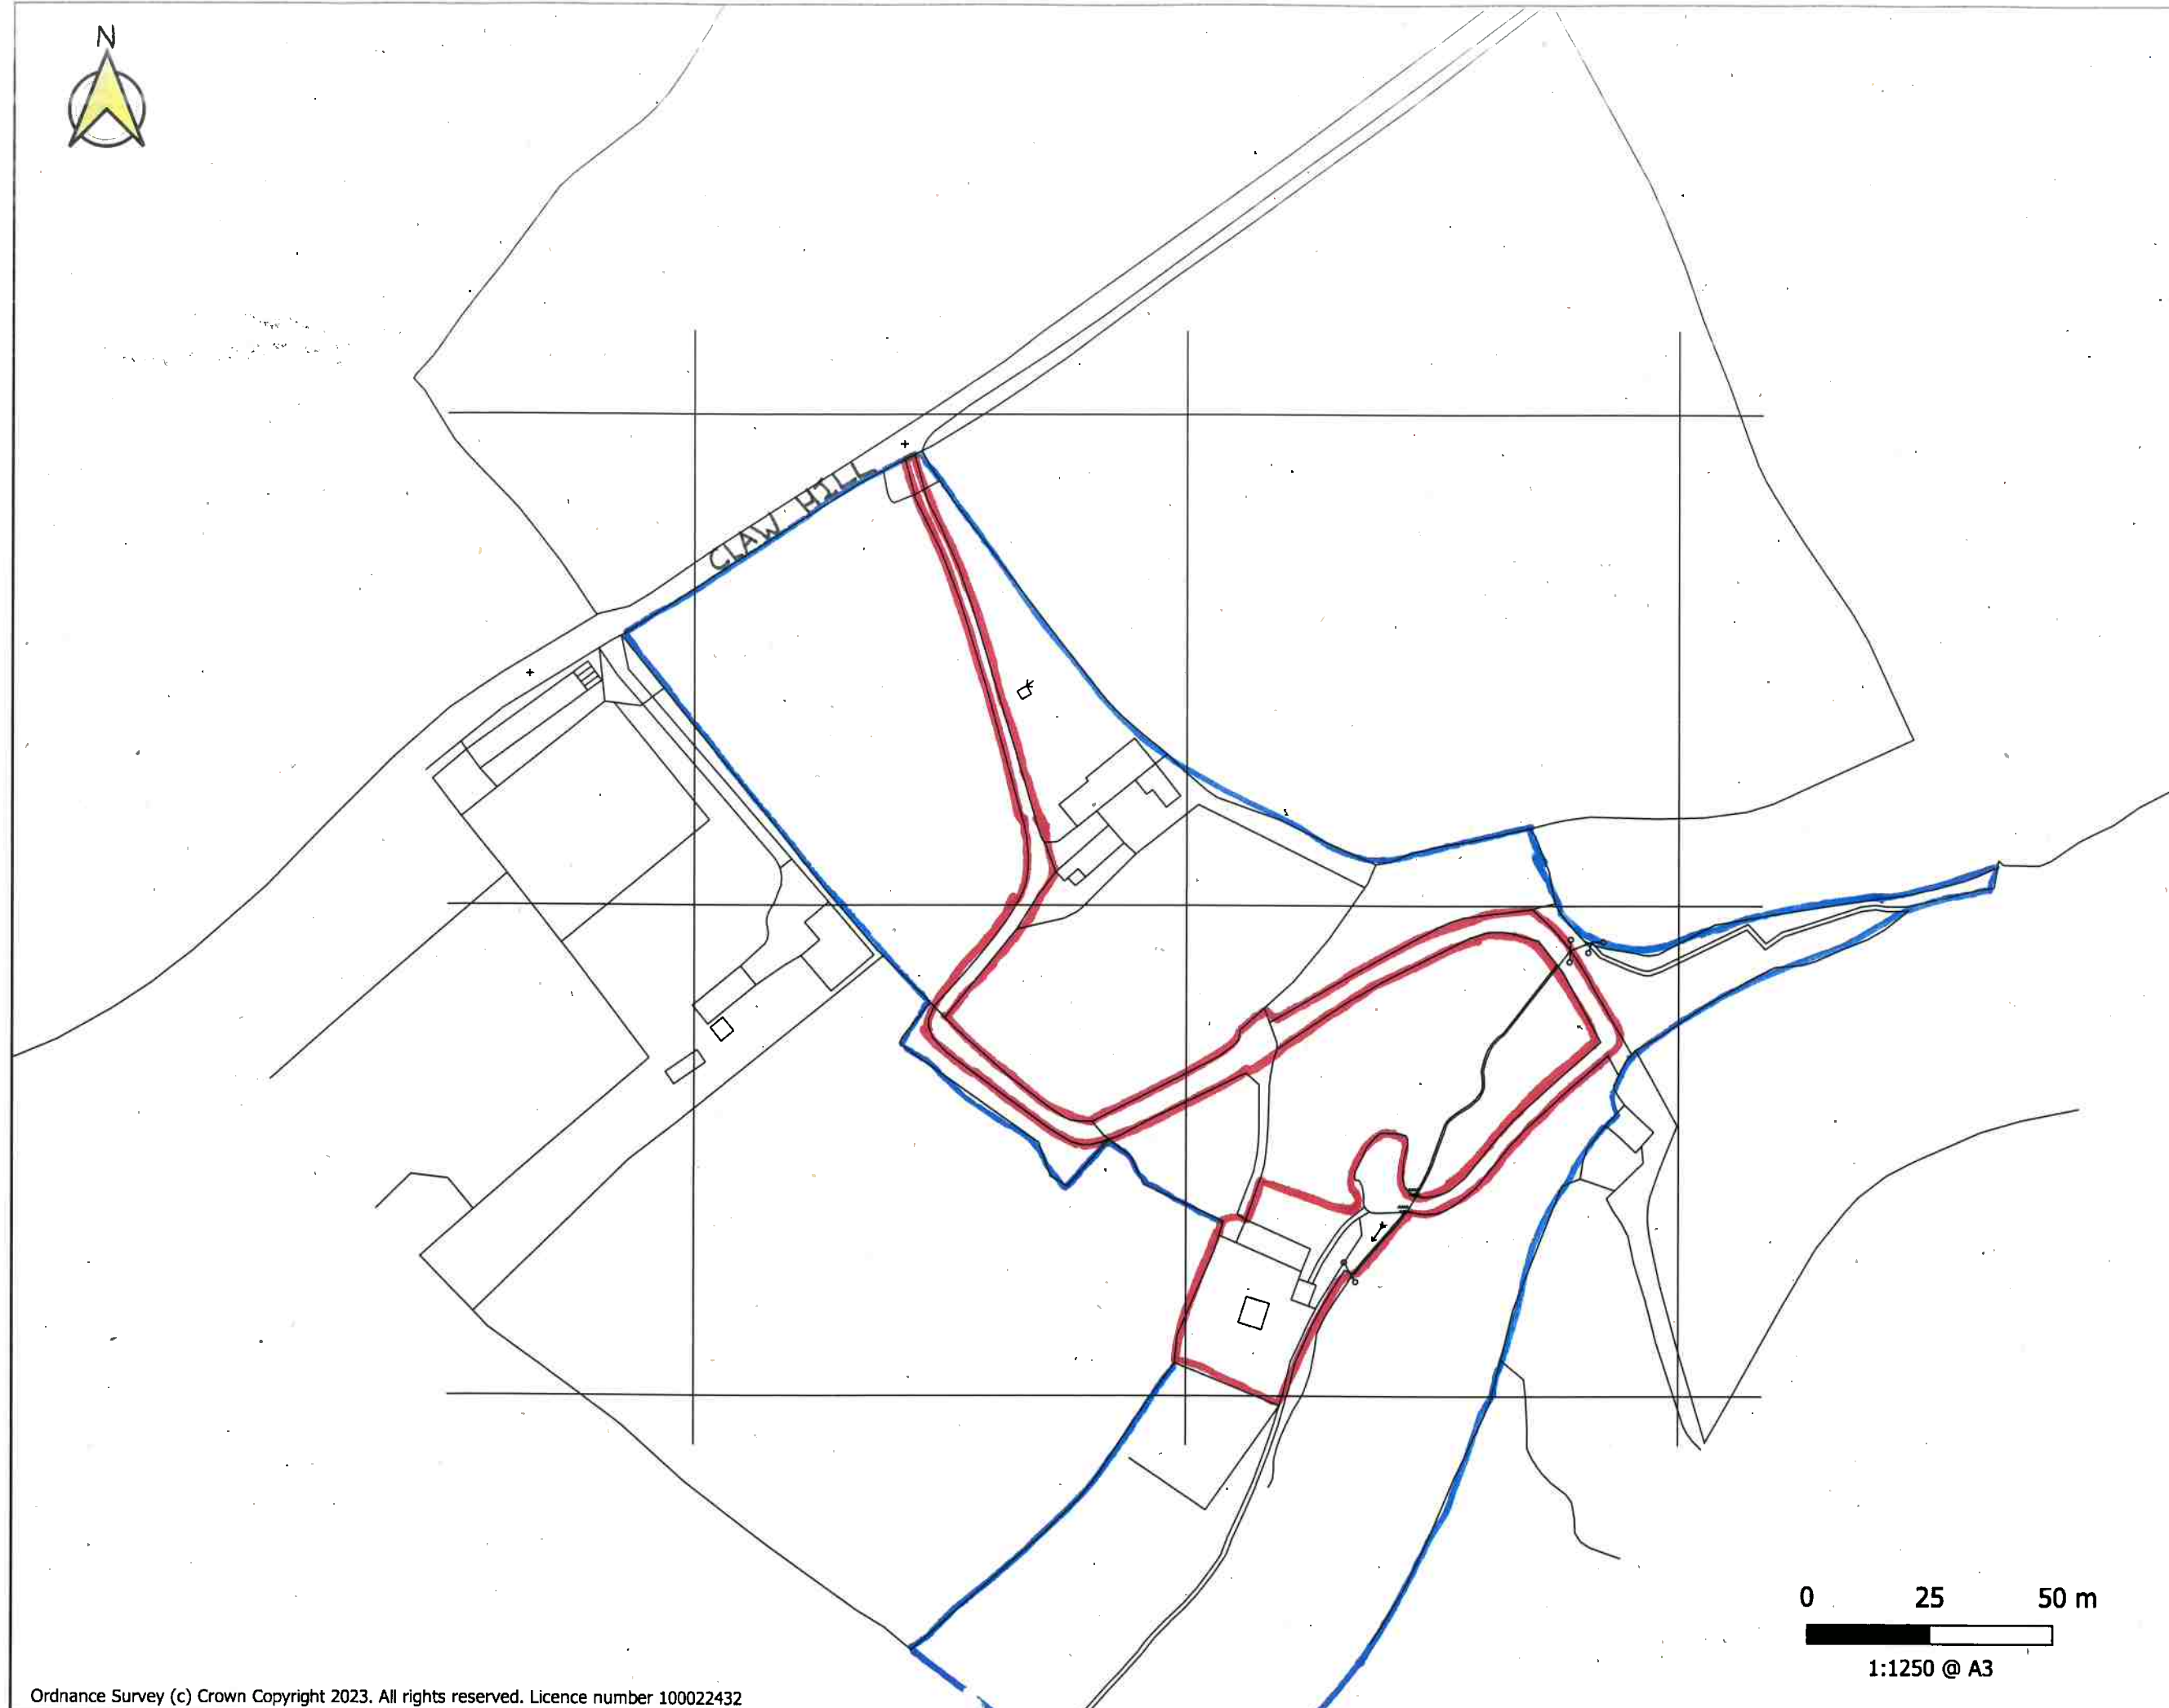 N
CLAW HILL
0 25 50 m
1:1250 @ A3
Ordnance Survey (c) Crown Copyright 2023. All rights reserved. Licence number 100022432